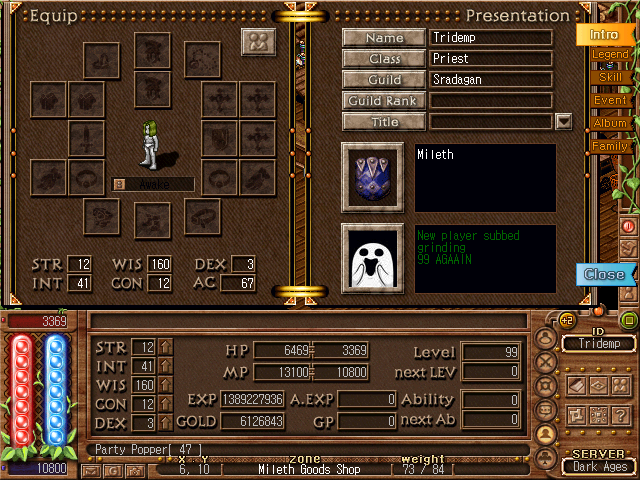 Equip
Presentation
Name Tridemp
Class Priest
Guild Sradagan
Guild Rank
Title
Intro
Legend
Skill
Event
Album
Family
Awake
Mileth
New player subbed
grinding
99 AGAAIN
STR 12 WIS 160 DEX 3
INT 41 CON 12 AC 67
Close
3369
STR 12
INT 41
WIS 160
CON 12
DEX 3
HP 6469 3369
MP 13100 10800
EXP 1389227936 A.EXP 0
GOLD 6126843 GP 0
Level 99
next LEV 0
Ability 0
next Ab 0
+2
ID
Tridemp
Party Popper[ 47 ]
X Y zone weight
10800
6, 10 [ Mileth Goods Shop ] 73 / 84 ]
SERVER
Dark Ages